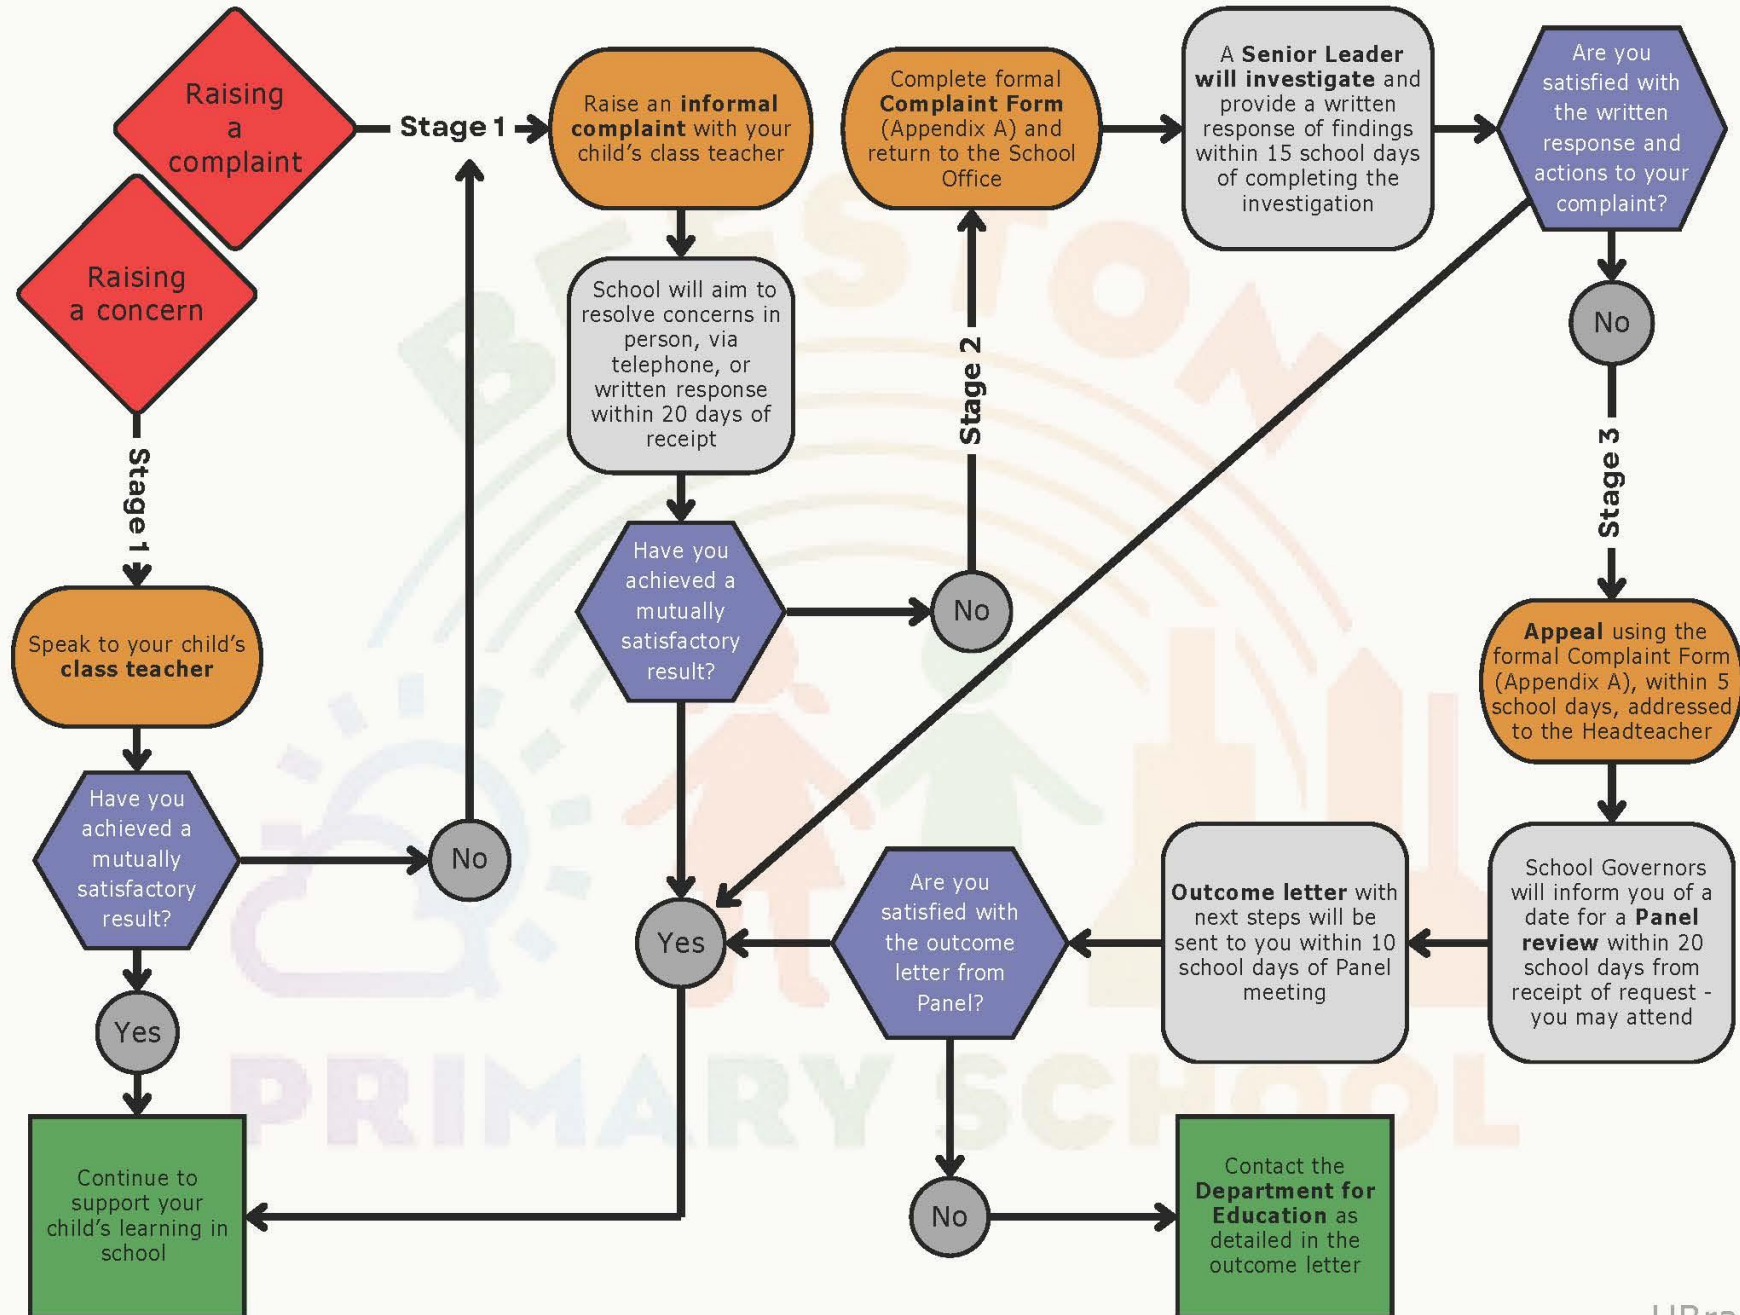 Raising
a
complaint
Raising
a concern
Stage 1
Stage 1
Speak to your child's
class teacher
Have you
achieved a
mutually
satisfactory
result?
No
Yes
Continue to
support your
child's learning in
school
Raise an informal
complaint with your
child's class teacher
School will aim to
resolve concerns in
person, via
telephone, or
written response
within 20 days of
receipt
Have you
achieved a
mutually
satisfactory
result?
No
Yes
Stage 2
Complete formal
Complaint Form
(Appendix A) and
return to the School
Office
A Senior Leader
will investigate and
provide a written
response of findings
within 15 school days
of completing the
investigation
Are you
satisfied with
the written
response and
actions to your
complaint?
No
Stage 3
Appeal using the
formal Complaint Form
(Appendix A), within 5
school days, addressed
to the Headteacher
School Governors
will inform you of a
date for a Panel
review within 20
school days from
receipt of request -
you may attend
Outcome letter with
next steps will be
sent to you within 10
school days of Panel
meeting
Are you
satisfied with
the outcome
letter from
Panel?
No
Contact the
Department for
Education as
detailed in the
outcome letter
BEESTON
PRIMARY SCHOOL